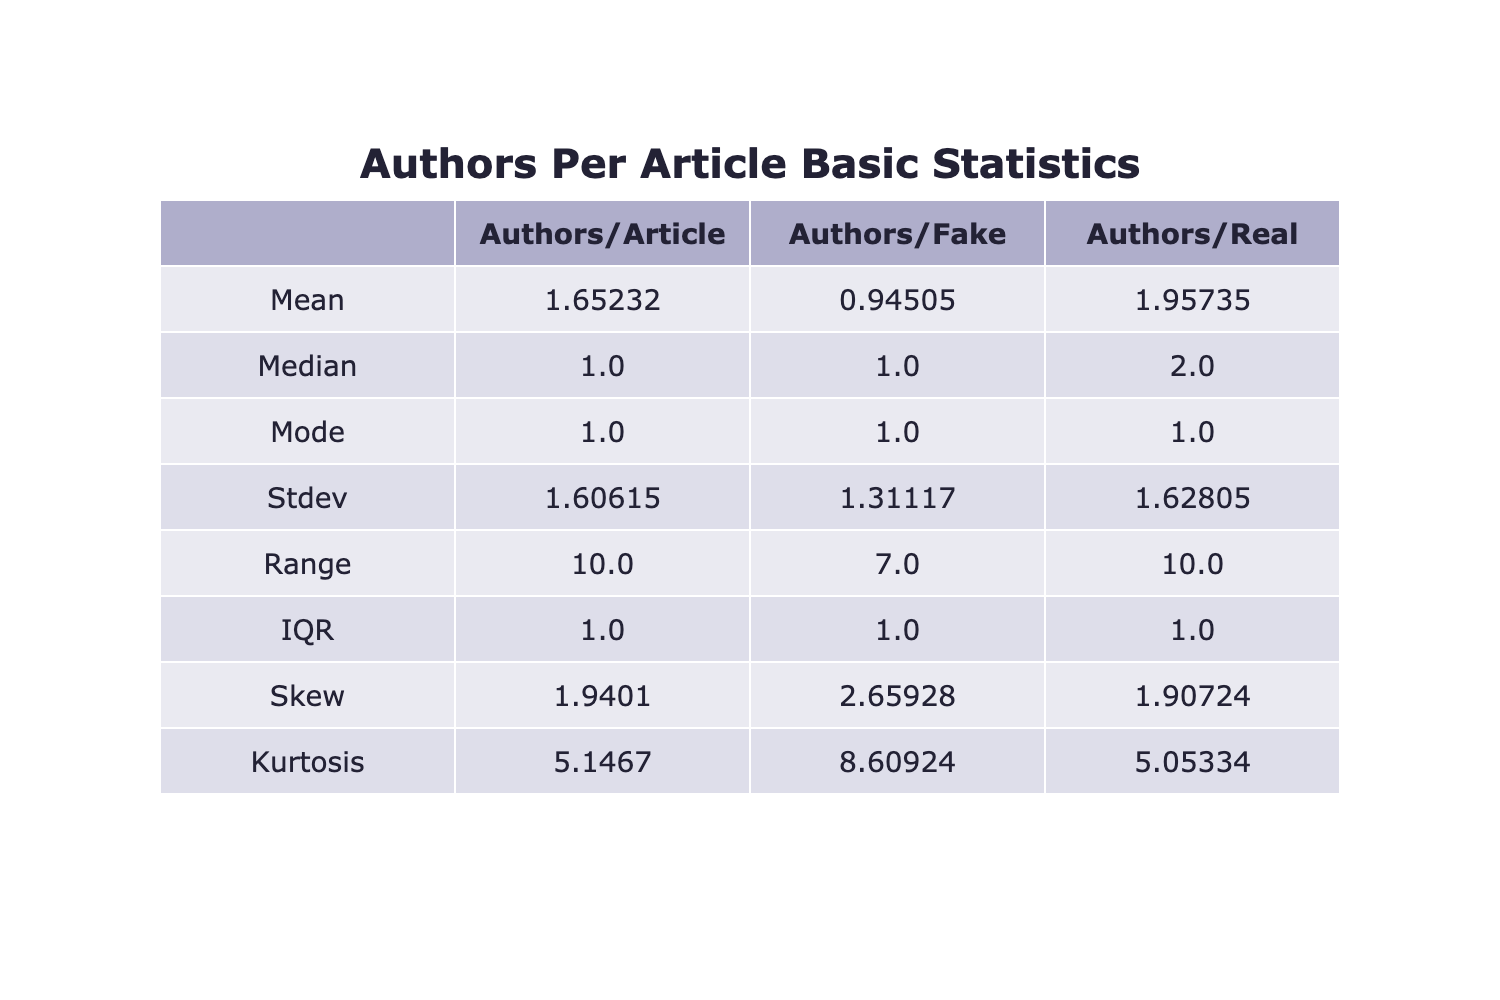 Authors Per Article Basic Statistics
Authors/Article Authors/Fake Authors/Real
Mean 1.65232 0.94505 1.95735
Median 1.0 1.0 2.0
Mode 1.0 1.0 1.0
Stdev 1.60615 1.31117 1.62805
Range 10.0 7.0 10.0
IQR 1.0 1.0 1.0
Skew 1.9401 2.65928 1.90724
Kurtosis 5.1467 8.60924 5.05334